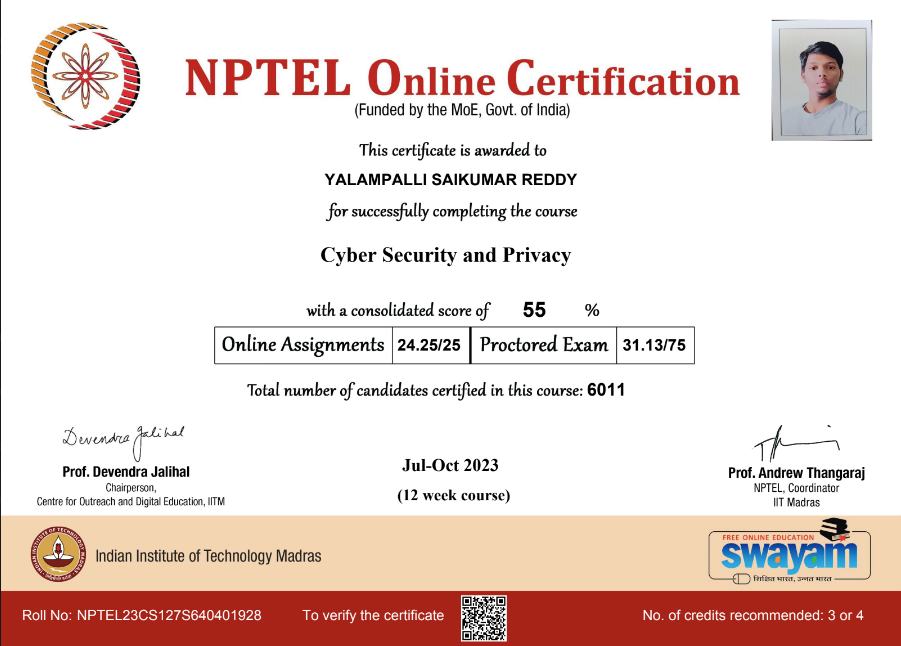 NPTEL Online Certification
(Funded by the MoE, Govt. of India)
This certificate is awarded to
YALAMPALLI SAIKUMAR REDDY
for successfully completing the course
Cyber Security and Privacy
with a consolidated score of 55 %
Online Assignments 24.25/25 Proctored Exam 31.13/75
Total number of candidates certified in this course: 6011
Devendra Jalihal
Prof. Devendra Jalihal
Chairperson,
Centre for Outreach and Digital Education, IITM
Jul-Oct 2023
(12 week course)
Prof. Andrew Thangaraj
NPTEL, Coordinator
IIT Madras
Indian Institute of Technology Madras
FREE ONLINE EDUCATION
swayam
शिक्षित भारत, उन्नत भारत
Roll No: NPTEL23CS127S640401928
To verify the certificate
No. of credits recommended: 3 or 4